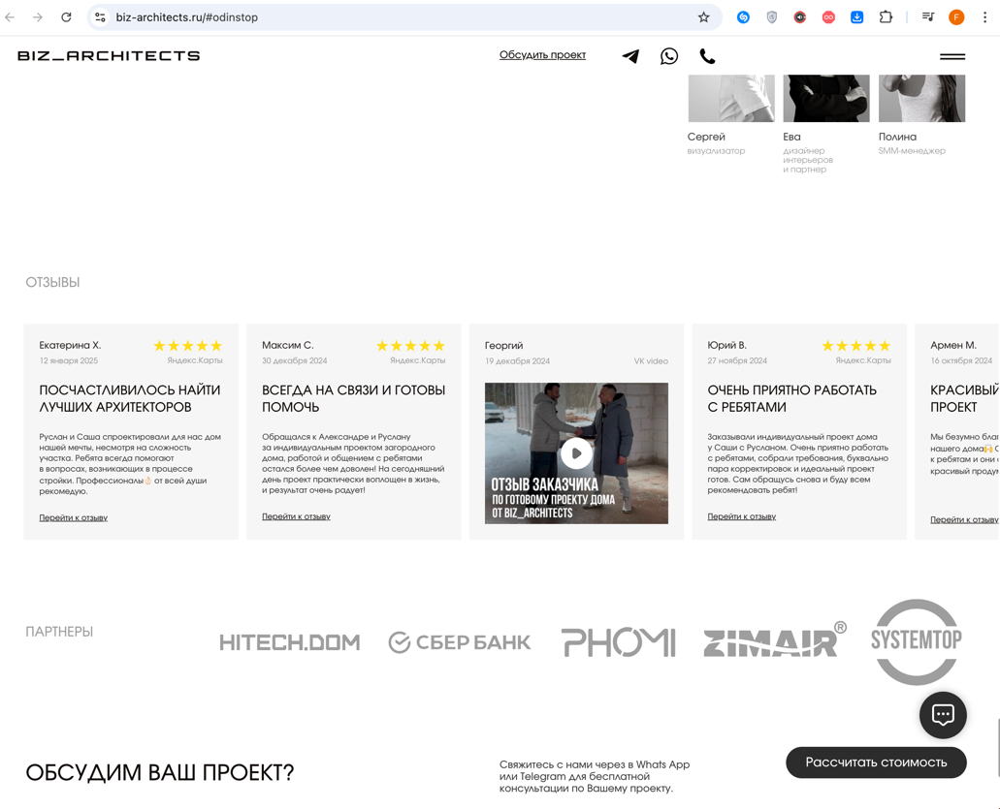 biz-architects.ru/#odinstop
F
BIZ_ARCHITECTS
Обсудить проект
Сергей
визуализатор
Ева
дизайнер
интерьеров
и партнер
Полина
SMM-менеджер
ОТЗЫВЫ
Екатерина Х.
12 января 2025
Яндекс.Карты
ПОСЧАСТЛИВИЛОСЬ НАЙТИ
ЛУЧШИХ АРХИТЕКТОРОВ
Руслан и Саша спроектировали для нас дом
нашей мечты, несмотря на сложность
участка. Ребята всегда помогают
в вопросах, возникающих в процессе
стройки. Профессионалы👌🏻 от всей души
рекомедую.
Перейти к отзыву
Максим С.
30 декабря 2024
Яндекс.Карты
ВСЕГДА НА СВЯЗИ И ГОТОВЫ
ПОМОЧЬ
Обращался к Александре и Руслану
за индивидуальным проектом загородного
дома, работой и общением с ребятами
остался более чем доволен! На сегодняшний
день проект практически воплощен в жизнь,
и результат очень радует!
Перейти к отзыву
Георгий
19 декабря 2024
VK video
ОТЗЫВ ЗАКАЗЧИКА
ПО ГОТОВОМУ ПРОЕКТУ ДОМА
ОТ BIZ_ARCHITECTS
Юрий В.
27 ноября 2024
Яндекс.Карты
ОЧЕНЬ ПРИЯТНО РАБОТАТЬ
С РЕБЯТАМИ
Заказывали индивидуальный проект дома
у Саши с Русланом. Очень приятно работать
с ребятами, собрали требования, буквально
пара корректировок и идеальный проект
готов. Сам обращусь снова и буду всем
рекомендовать ребят!
Перейти к отзыву
Армен М.
16 октября 2024
КРАСИВЫЙ
ПРОЕКТ
Мы безумно благ
нашего дома🙌
к ребятам и они
красивый продум
Перейти к отзыву
ПАРТНЕРЫ
HITECH.DOM
СБЕР БАНК
PHOMI
ZIMAIR®
SYSTEMTOP
ОБСУДИМ ВАШ ПРОЕКТ?
Свяжитесь с нами через в Whats App
или Telegram для бесплатной
консультации по Вашему проекту.
Рассчитать стоимость